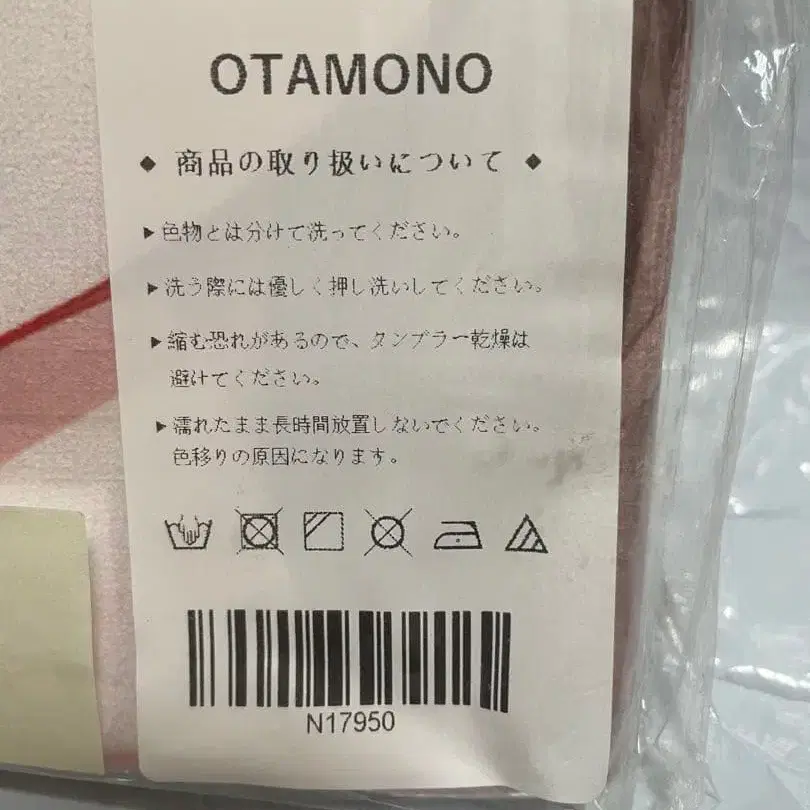 OTAMONO
◆ 商品の取り扱いについて ◆
▶色物とは分けて洗ってください。
▶洗う際には優しく押し洗いしてください。
▶縮む恐れがあるので、タンブラー乾燥は
避けてください。
▶濡れたまま長時間放置しないでください。
色移りの原因になります。
N17950